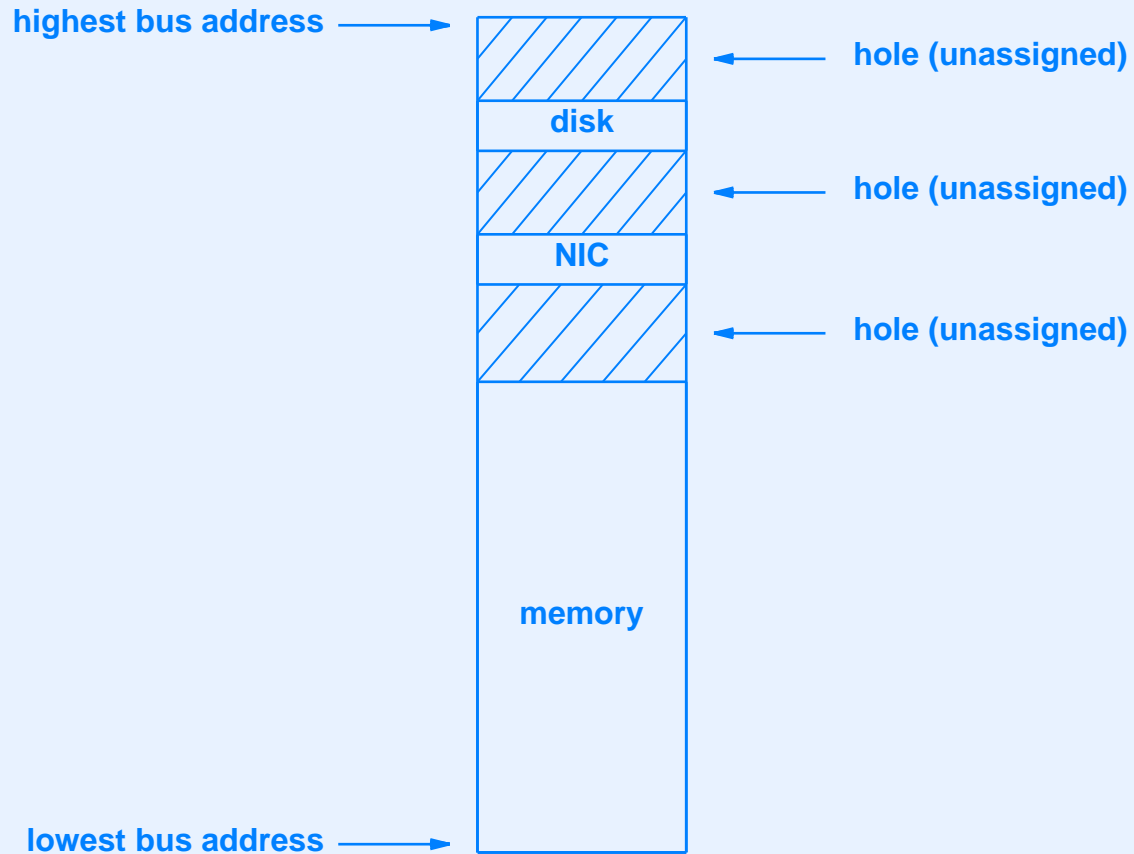 highest bus address
hole (unassigned)
disk
hole (unassigned)
NIC
hole (unassigned)
memory
lowest bus address